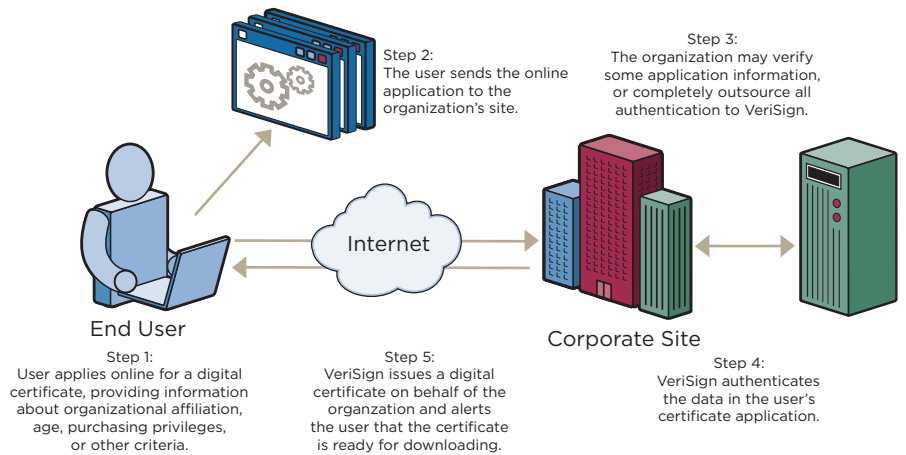 Step 2:
The user sends the online
application to the
organization's site.
Step 3:
The organization may verify
some application information,
or completely outsource all
authentication to VeriSign.
Internet
End User
Corporate Site
Step 1:
User applies online for a digital
certificate, providing information
about organizational affiliation,
age, purchasing privileges,
or other criteria.
Step 5:
VeriSign issues a digital
certificate on behalf of the
organzation and alerts
the user that the certificate
is ready for downloading.
Step 4:
VeriSign authenticates
the data in the user's
certificate application.